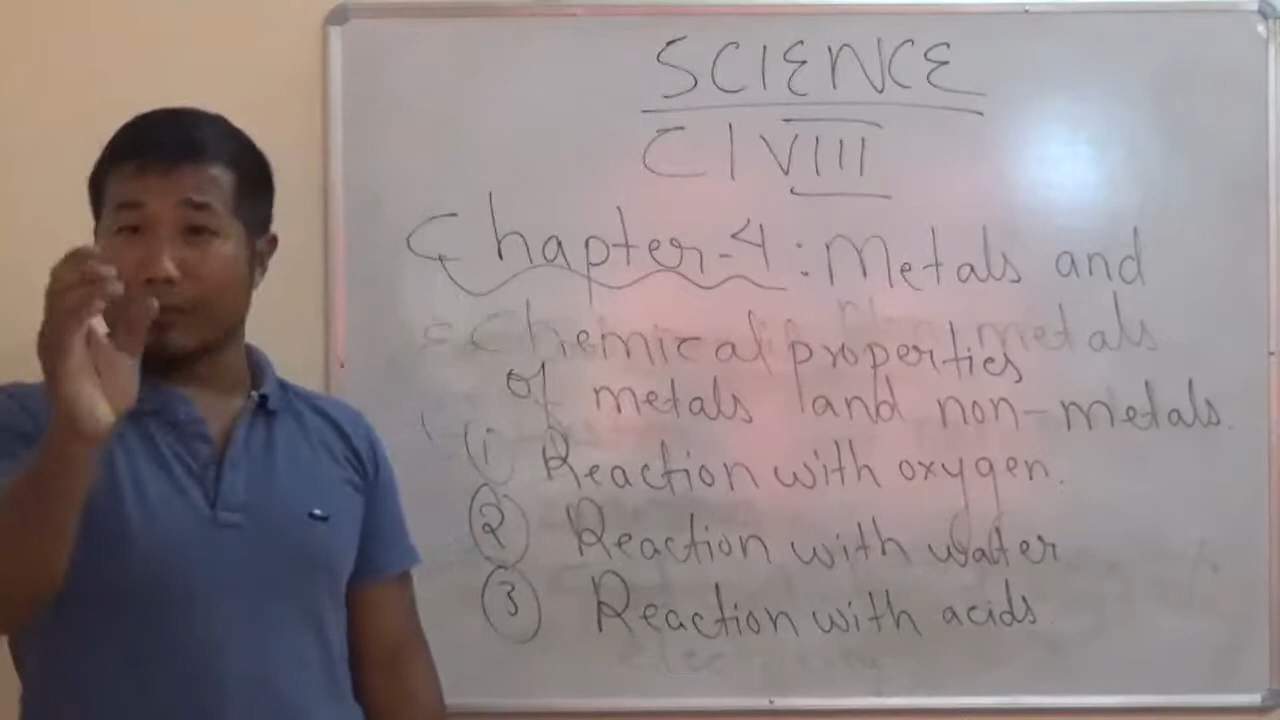 SCIENCE
Cl VIII
Chapter-4: Metals and
Chemical properties metals
of metals and non-metals.
(1) Reaction with oxygen.
(2) Reaction with water
(3) Reaction with acids